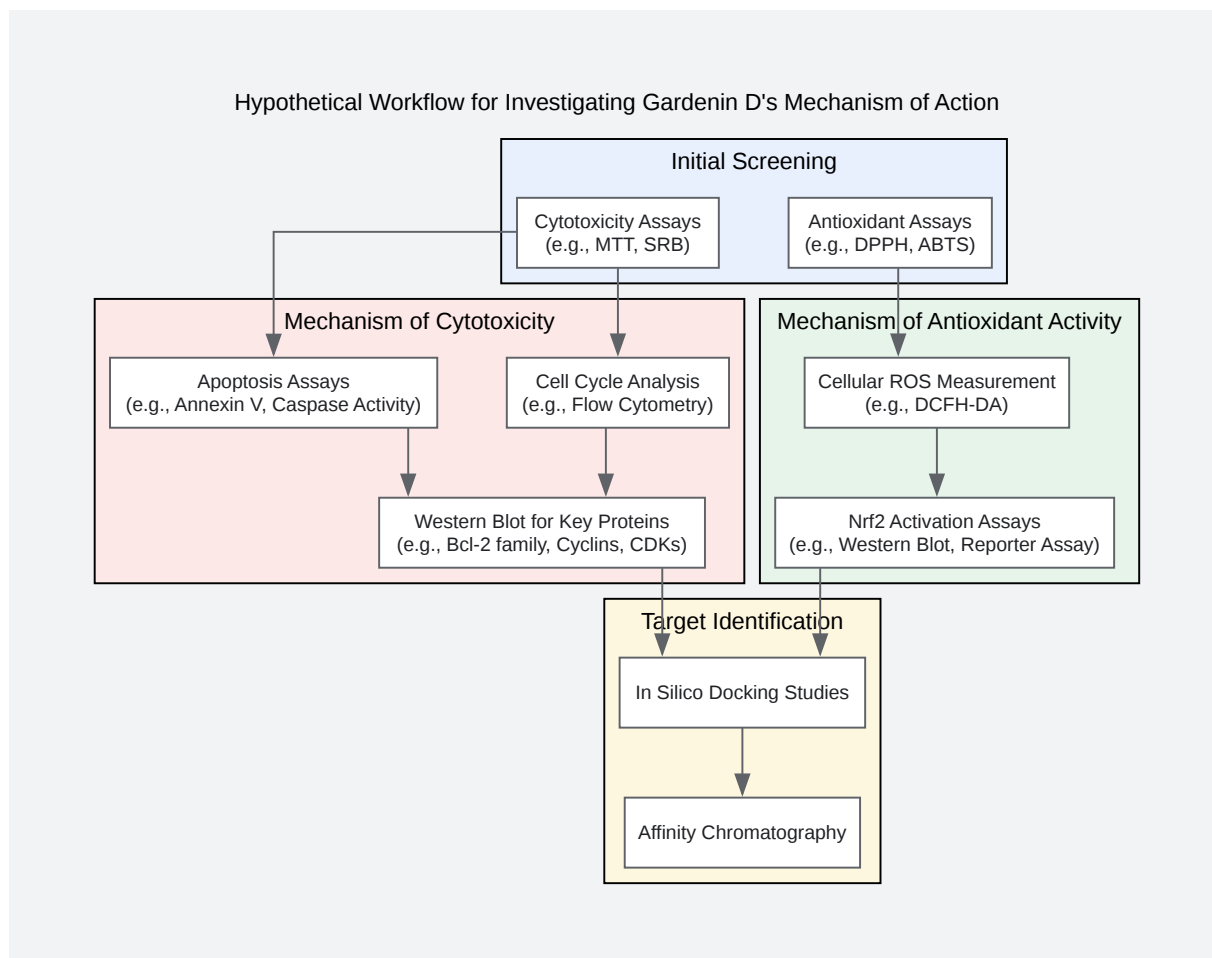 Hypothetical Workflow for Investigating Gardenin D's Mechanism of Action
Initial Screening
Cytotoxicity Assays
(e.g., MTT, SRB)
Antioxidant Assays
(e.g., DPPH, ABTS)
Mechanism of Cytotoxicity
Apoptosis Assays
(e.g., Annexin V, Caspase Activity)
Cell Cycle Analysis
(e.g., Flow Cytometry)
Western Blot for Key Proteins
(e.g., Bcl-2 family, Cyclins, CDKs)
Mechanism of Antioxidant Activity
Cellular ROS Measurement
(e.g., DCFH-DA)
Nrf2 Activation Assays
(e.g., Western Blot, Reporter Assay)
Target Identification
In Silico Docking Studies
Affinity Chromatography